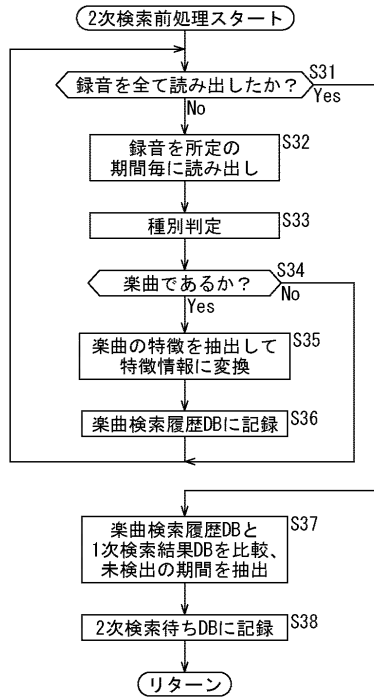 2次検索前処理スタート
録音を全て読み出したか？
S31
Yes
No
録音を所定の
期間毎に読み出し
S32
種別判定
S33
楽曲であるか？
S34
No
Yes
楽曲の特徴を抽出して
特徴情報に変換
S35
楽曲検索履歴DBに記録
S36
楽曲検索履歴DBと
1次検索結果DBを比較、
未検出の期間を抽出
S37
2次検索待ちDBに記録
S38
リターン